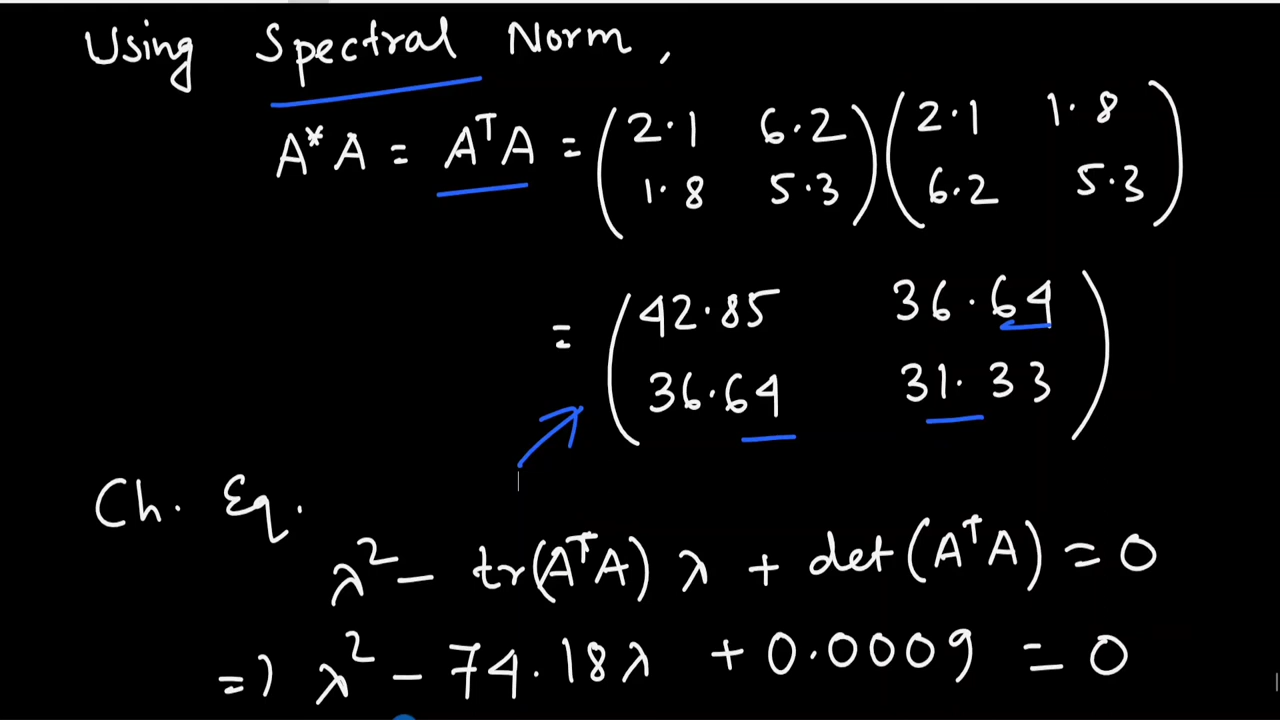 Using Spectral Norm,
A* A = AᵀA = (2.1 6.2 (2.1 1.8
1.8 5.3) 6.2 5.3)
= (42.85 36.64
36.64 31.33)
Ch. Eq.
λ² – tr(AᵀA) λ + det(AᵀA) = 0
=) λ² – 74.18λ + 0.0009 = 0